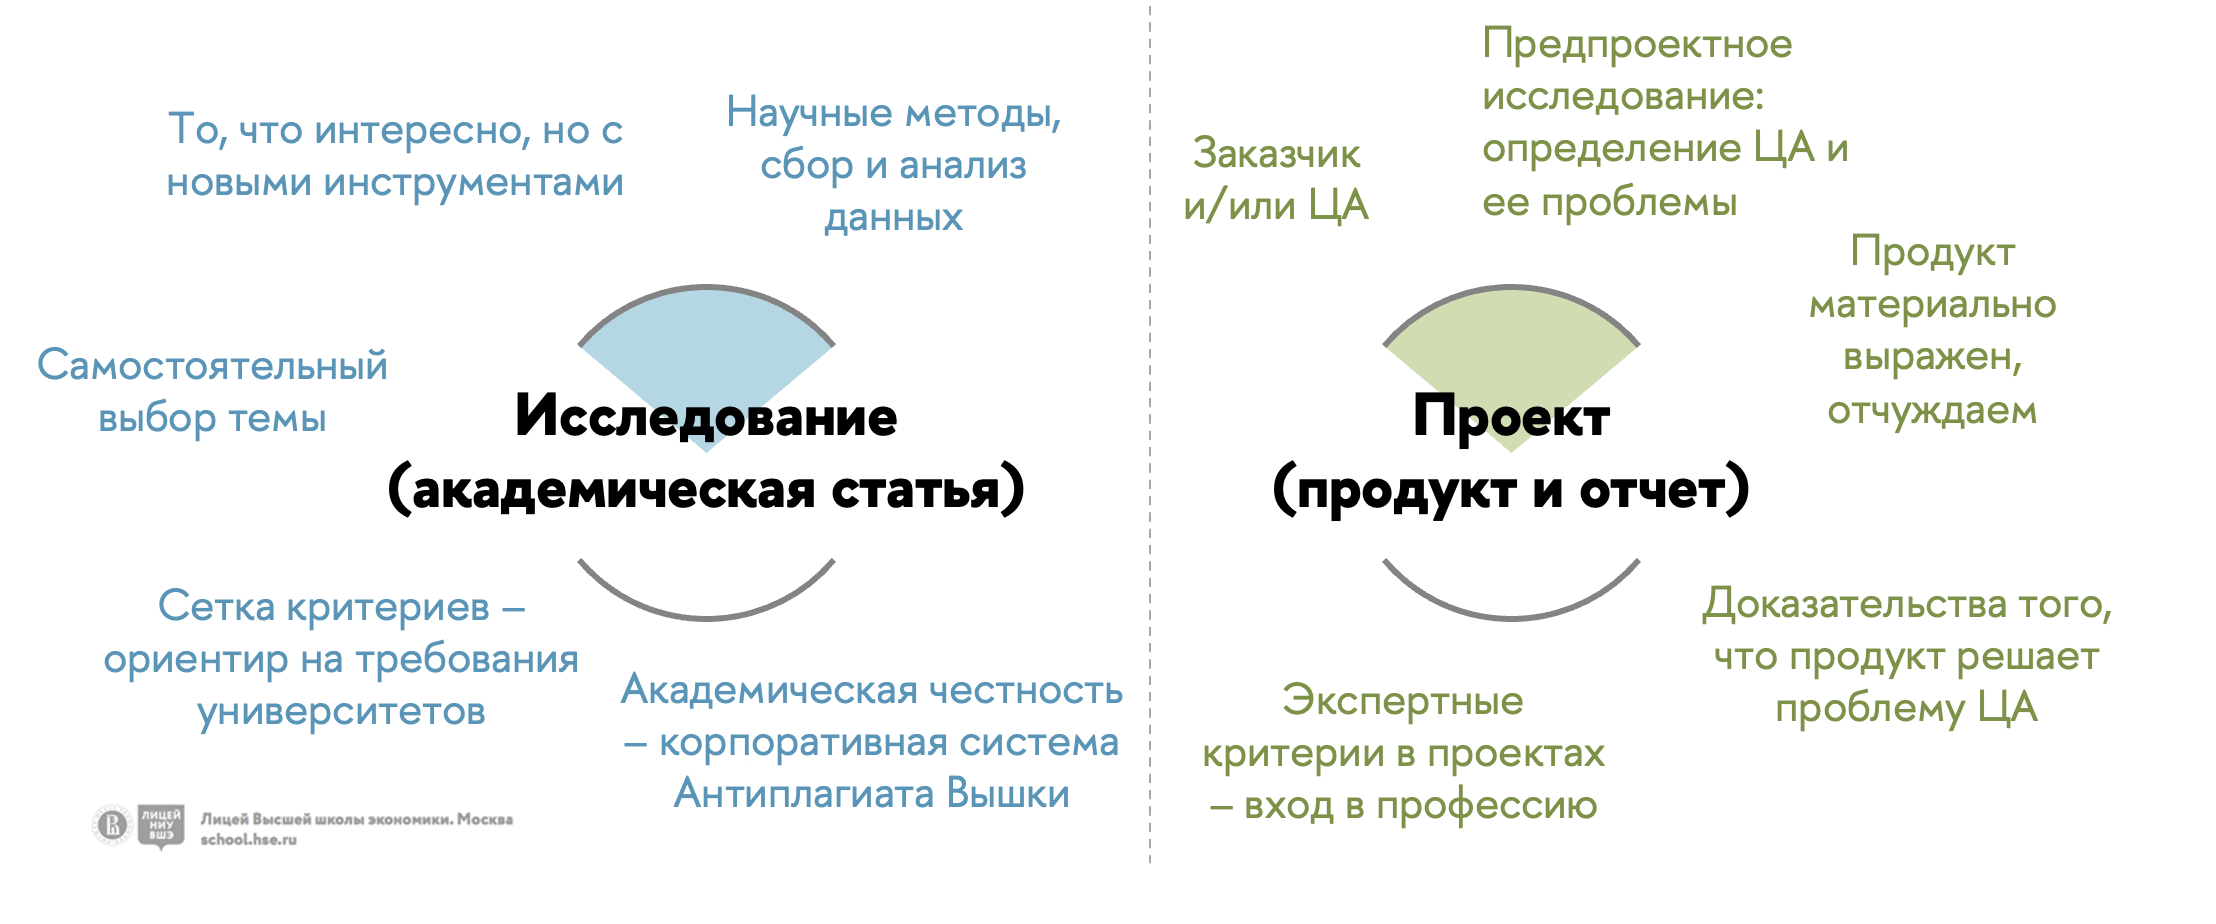 То, что интересно, но с
новыми инструментами
Научные методы,
сбор и анализ
данных
Самостоятельный
выбор темы
Исследование
(академическая статья)
Сетка критериев –
ориентир на требования
университетов
Академическая честность
– корпоративная система
Антиплагиата Вышки
Заказчик
и/или ЦА
Предпроектное
исследование:
определение ЦА и
ее проблемы
Продукт
материально
выражен,
отчуждаем
Проект
(продукт и отчет)
Доказательства того,
что продукт решает
проблему ЦА
Экспертные
критерии в проектах
– вход в профессию
ЛИЦЕЙ
НИУ
ВШЭ
Лицей Высшей школы экономики. Москва
school.hse.ru